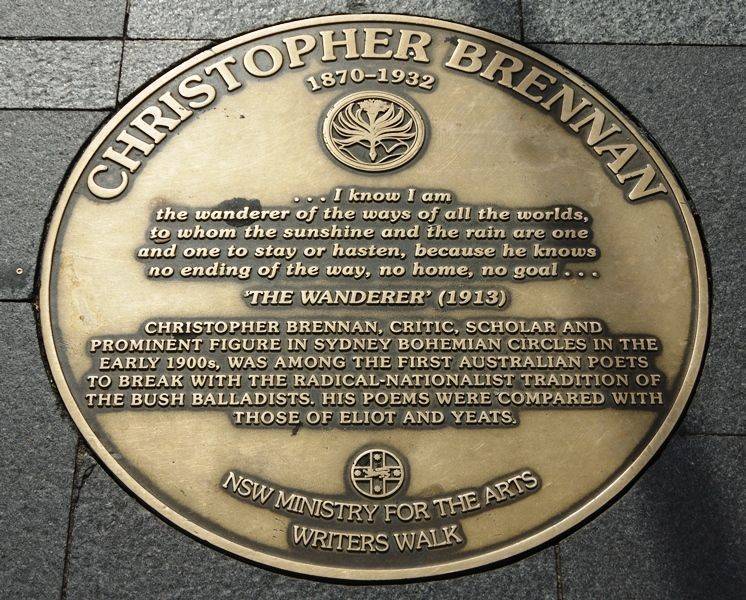 CHRISTOPHER BRENNAN
1870–1932
. . . I know I am
the wanderer of the ways of all the worlds,
to whom the sunshine and the rain are one
and one to stay or hasten, because he knows
no ending of the way, no home, no goal . . .
'THE WANDERER' (1913)
CHRISTOPHER BRENNAN, CRITIC, SCHOLAR AND
PROMINENT FIGURE IN SYDNEY BOHEMIAN CIRCLES IN THE
EARLY 1900s, WAS AMONG THE FIRST AUSTRALIAN POETS
TO BREAK WITH THE RADICAL-NATIONALIST TRADITION OF
THE BUSH BALLADISTS. HIS POEMS WERE COMPARED WITH
THOSE OF ELIOT AND YEATS.
NSW MINISTRY FOR THE ARTS
WRITERS WALK